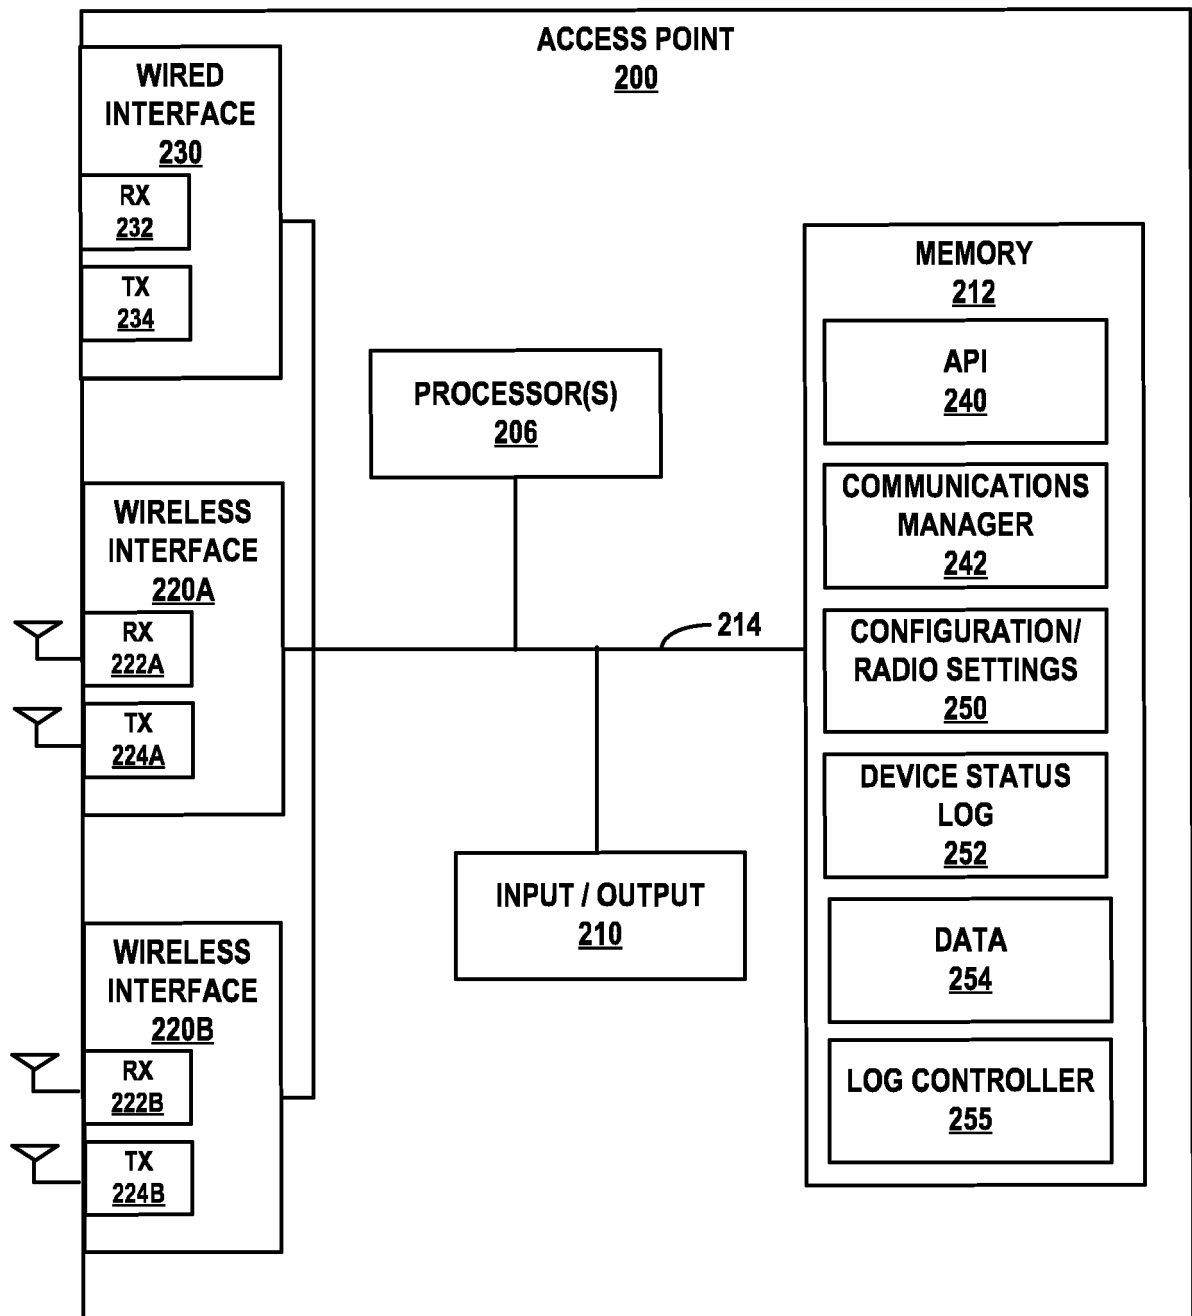 ACCESS POINT
200
WIRED
INTERFACE
230
RX
232
TX
234
PROCESSOR(S)
206
WIRELESS
INTERFACE
220A
RX
222A
TX
224A
214
INPUT / OUTPUT
210
WIRELESS
INTERFACE
220B
RX
222B
TX
224B
MEMORY
212
API
240
COMMUNICATIONS
MANAGER
242
CONFIGURATION/
RADIO SETTINGS
250
DEVICE STATUS
LOG
252
DATA
254
LOG CONTROLLER
255